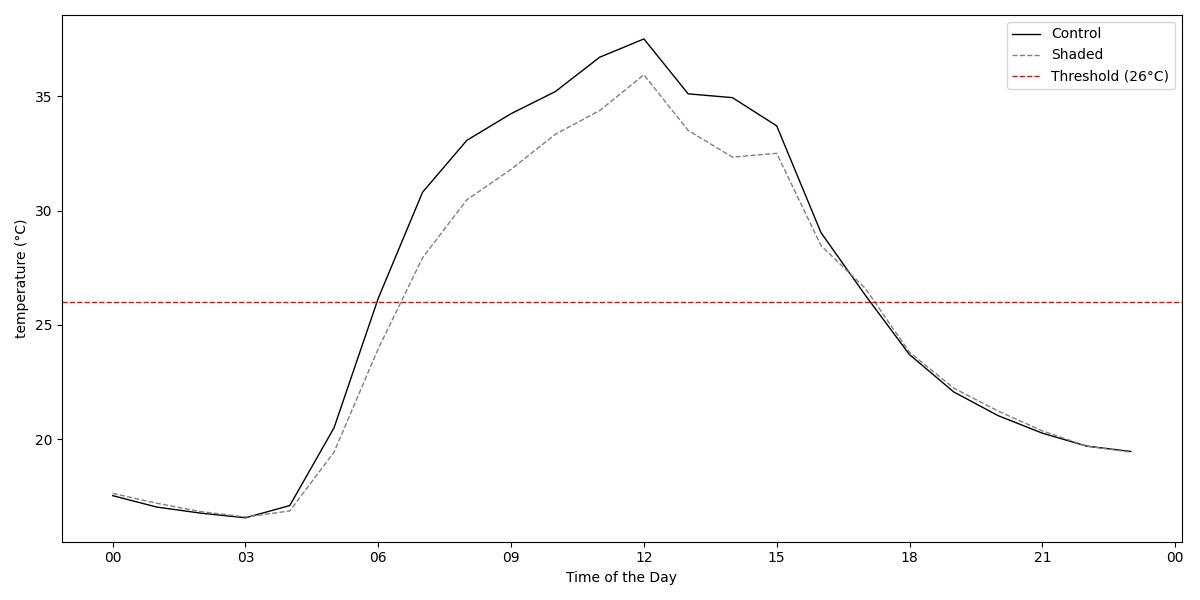 Control
Shaded
Threshold (26°C)
temperature (°C)
35
30
25
20
00 03 06 09 12 15 18 21 00
Time of the Day